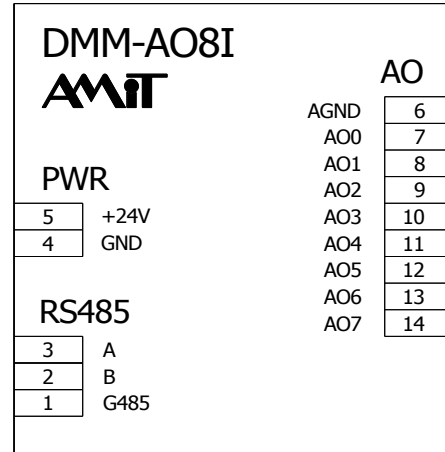 DMM-AO8I
AMiT
AO
AGND 6
AO0 7
AO1 8
AO2 9
AO3 10
AO4 11
AO5 12
AO6 13
AO7 14
PWR
5 +24V
4 GND
RS485
3 A
2 B
1 G485